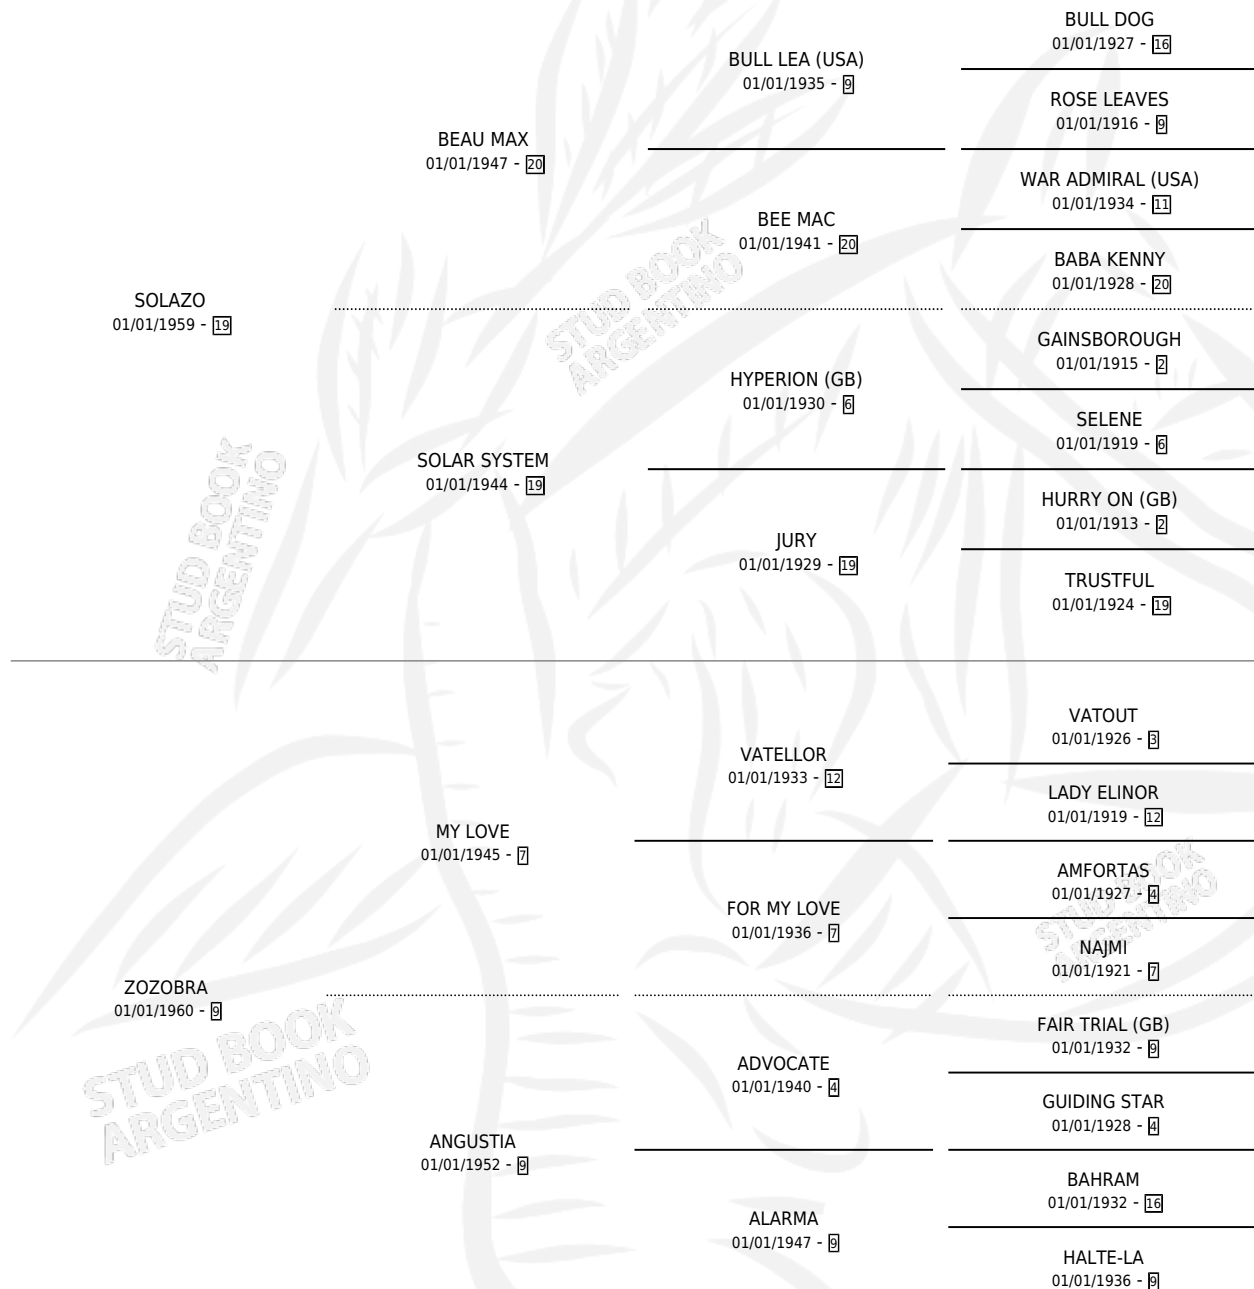 BULL DOG
01/01/1927 - 16
BULL LEA (USA)
01/01/1935 - 9
ROSE LEAVES
01/01/1916 - 9
BEAU MAX
01/01/1947 - 20
WAR ADMIRAL (USA)
01/01/1934 - 11
BEE MAC
01/01/1941 - 20
BABA KENNY
01/01/1928 - 20
SOLAZO
01/01/1959 - 19
STUD BOOK
ARGENTINO
GAINSBOROUGH
01/01/1915 - 2
HYPERION (GB)
01/01/1930 - 6
SELENE
01/01/1919 - 6
SOLAR SYSTEM
01/01/1944 - 19
HURRY ON (GB)
01/01/1913 - 2
JURY
01/01/1929 - 19
TRUSTFUL
01/01/1924 - 19
STUD BOOK
ARGENTINO
VATOUT
01/01/1926 - 3
VATELLOR
01/01/1933 - 12
LADY ELINOR
01/01/1919 - 12
MY LOVE
01/01/1945 - 7
AMFORTAS
01/01/1927 - 4
FOR MY LOVE
01/01/1936 - 7
NAJMI
01/01/1921 - 7
STUD BOOK
ARGENTINO
ZOZOBRA
01/01/1960 - 9
STUD BOOK
ARGENTINO
FAIR TRIAL (GB)
01/01/1932 - 9
ADVOCATE
01/01/1940 - 4
GUIDING STAR
01/01/1928 - 4
ANGUSTIA
01/01/1952 - 9
BAHRAM
01/01/1932 - 16
ALARMA
01/01/1947 - 9
HALTE-LA
01/01/1936 - 9